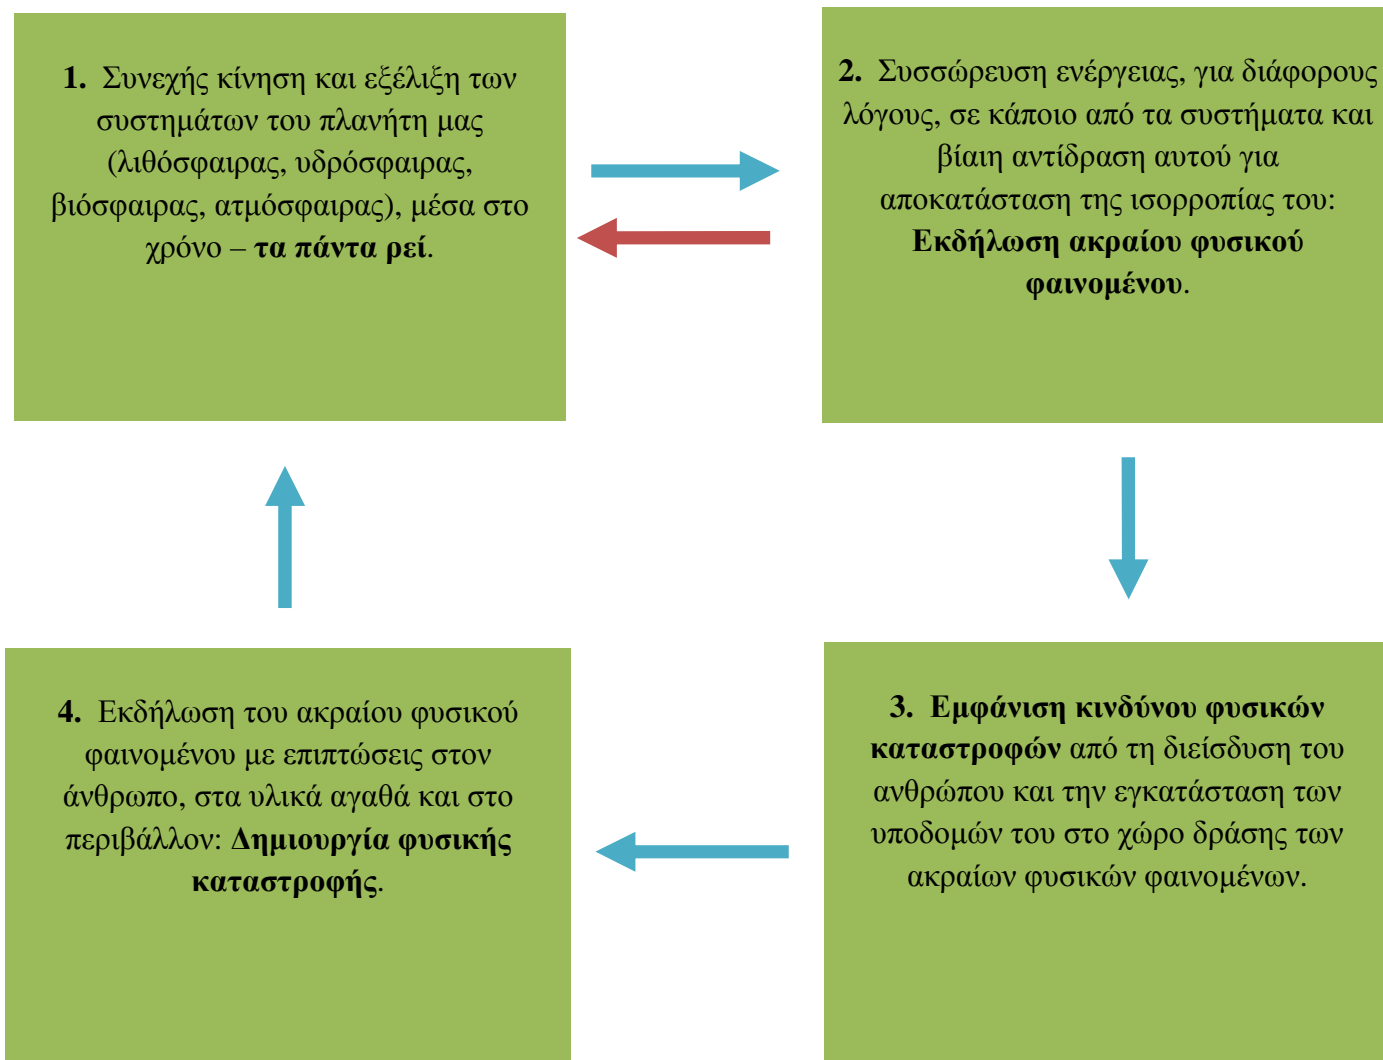 1. Συνεχής κίνηση και εξέλιξη των
συστημάτων του πλανήτη μας
(λιθόσφαιρας, υδρόσφαιρας,
βιόσφαιρας, ατμόσφαιρας), μέσα στο
χρόνο – τα πάντα ρεί.
2. Συσσώρευση ενέργειας, για διάφορους
λόγους, σε κάποιο από τα συστήματα και
βίαιη αντίδραση αυτού για
αποκατάσταση της ισορροπίας του:
Εκδήλωση ακραίου φυσικού
φαινομένου.
3. Εμφάνιση κινδύνου φυσικών
καταστροφών από τη διείσδυση του
ανθρώπου και την εγκατάσταση των
υποδομών του στο χώρο δράσης των
ακραίων φυσικών φαινομένων.
4. Εκδήλωση του ακραίου φυσικού
φαινομένου με επιπτώσεις στον
άνθρωπο, στα υλικά αγαθά και στο
περιβάλλον: Δημιουργία φυσικής
καταστροφής.